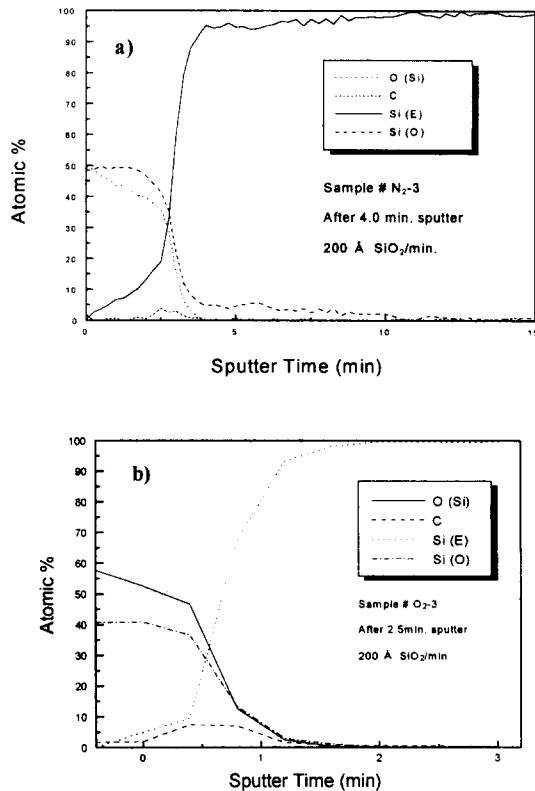 100
90
80
70
60
50
40
30
20
10
0
Atomic %
a)
O (Si)
C
Si (E)
Si (O)
Sample # N₂-3
After 4.0 min. sputter
200 Å SiO₂/min.
0 5 10 15
Sputter Time (min)
100
90
80
70
60
50
40
30
20
10
0
Atomic %
b)
O (Si)
C
Si (E)
Si (O)
Sample # O₂-3
After 2.5min. sputter
200 Å SiO₂/min
0 1 2 3
Sputter Time (min)